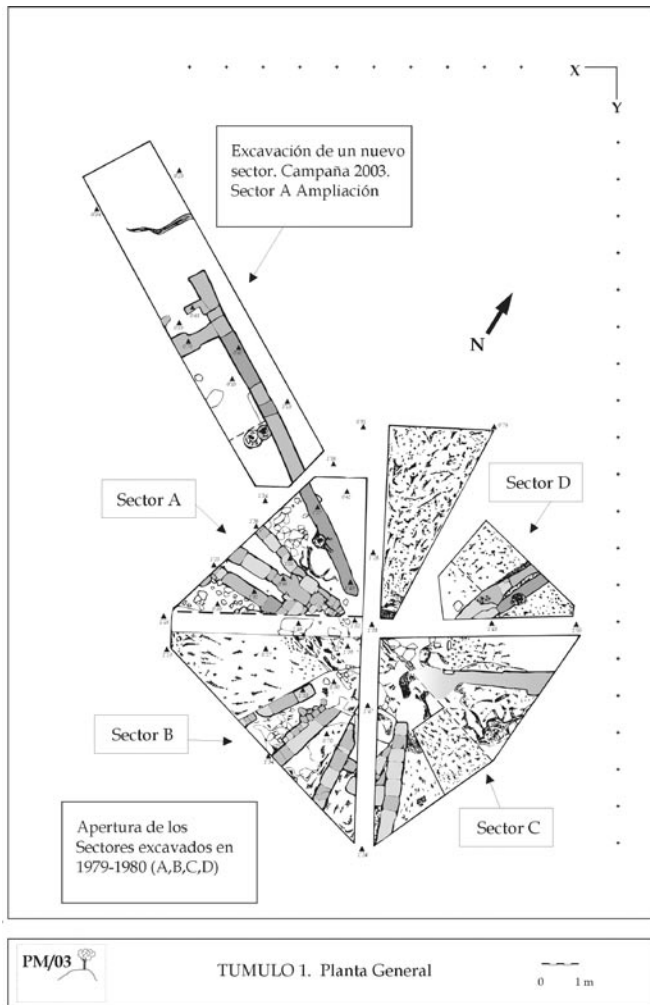 X
Y
Excavación de un nuevo
sector. Campaña 2003.
Sector A Ampliación
N
Sector D
Sector A
Sector B
Sector C
Apertura de los
Sectores excavados en
1979-1980 (A,B,C,D)
PM/03
TUMULO 1. Planta General
0 1 m